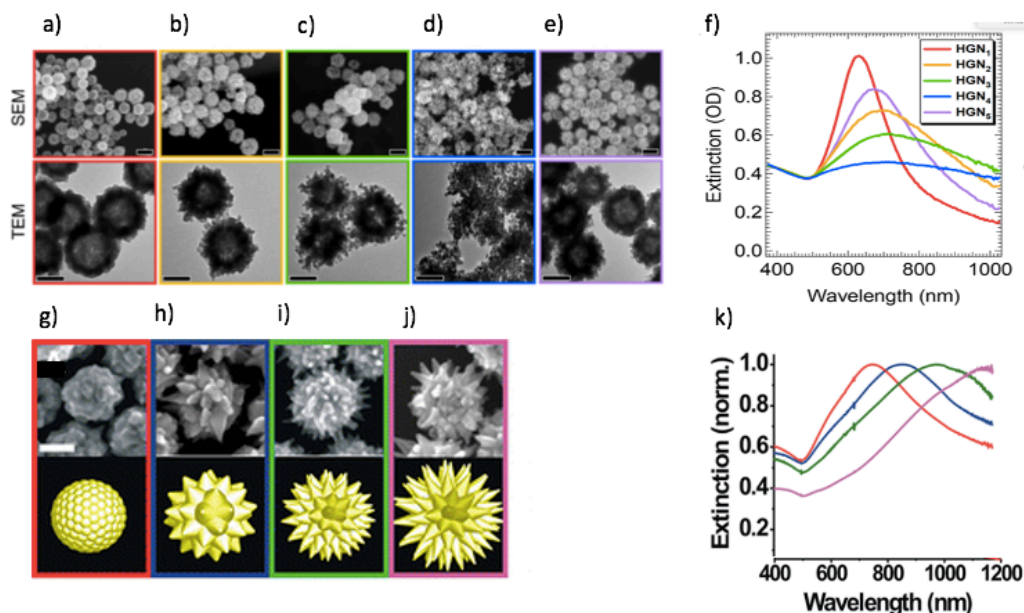 a) b) c) d) e) f)
SEM
TEM
Extinction (OD)
1.0
0.8
0.6
0.4
0.2
0.0
400 600 800 1000
Wavelength (nm)
HGN1
HGN2
HGN3
HGN4
HGN5
g) h) i) j) k)
Extinction (norm.)
1.0
0.8
0.6
0.4
0.2
400 600 800 1000 1200
Wavelength (nm)